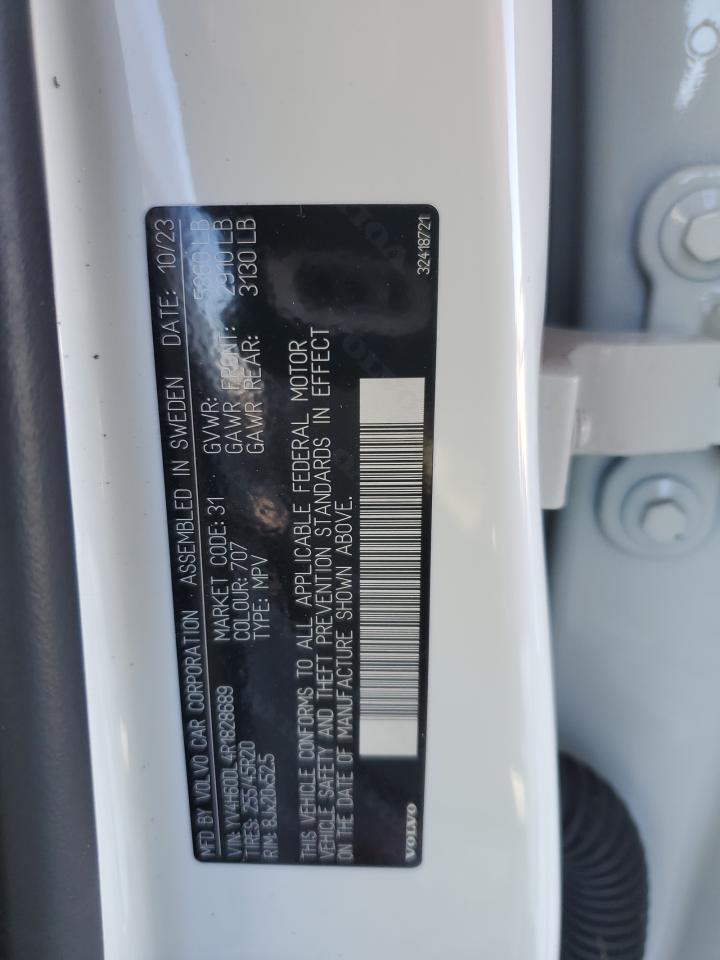 MFD BY VOLVO CAR CORPORATION ASSEMBLED IN SWEDEN DATE: 10/23
VIN: YV4H60DL4R1828689 MARKET CODE: 31 GVWR: 5860 LB
TIRES: 255/45R20 COLOUR: 707 GAWR FRONT: 2910 LB
RIM: 8Jx20x52.5 TYPE: MPV GAWR REAR: 3130 LB
THIS VEHICLE CONFORMS TO ALL APPLICABLE FEDERAL MOTOR
VEHICLE SAFETY AND THEFT PREVENTION STANDARDS IN EFFECT
ON THE DATE OF MANUFACTURE SHOWN ABOVE.
VOLVO 32418721